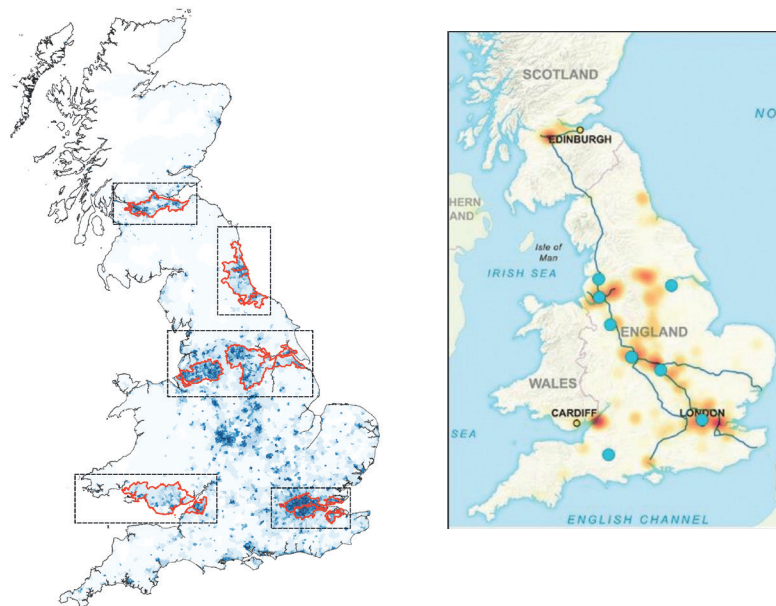 SCOTLAND
NO
EDINBURGH
HERN
AND
Isle of
Man
IRISH SEA
ENGLAND
WALES
CARDIFF
LONDON
SEA
ENGLISH CHANNEL